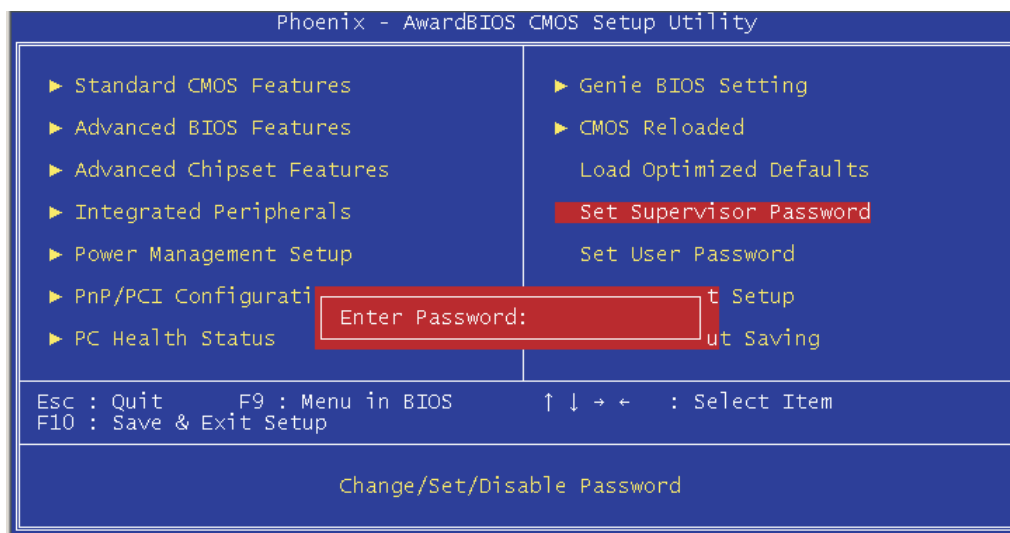 Phoenix - AwardBIOS CMOS Setup Utility
► Standard CMOS Features
► Advanced BIOS Features
► Advanced Chipset Features
► Integrated Peripherals
► Power Management Setup
► PnP/PCI Configurati
► PC Health Status
► Genie BIOS Setting
► CMOS Reloaded
Load Optimized Defaults
Set Supervisor Password
Set User Password
t Setup
ut Saving
Enter Password:
Esc : Quit F9 : Menu in BIOS ↑ ↓ → ← : Select Item
F10 : Save & Exit Setup
Change/Set/Disable Password